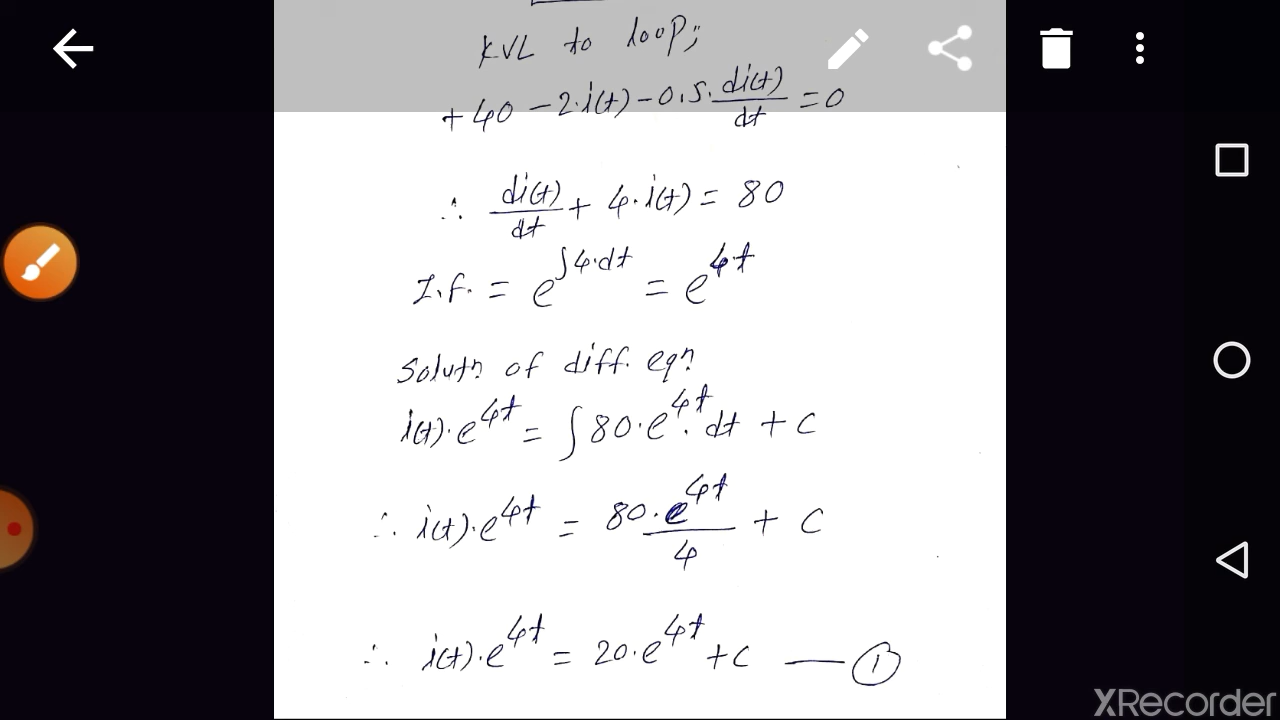 KVL to loop;
+40 - 2.i(t) - 0.5. di(t)/dt = 0
∴ di(t)/dt + 4.i(t) = 80
I.f. = e^∫4.dt = e^4t
Solutn of diff. eqn
i(t).e^4t = ∫80.e^4t.dt + C
∴ i(t).e^4t = 80.e^4t/4 + C
∴ i(t).e^4t = 20.e^4t + C —— ①
XRecorder